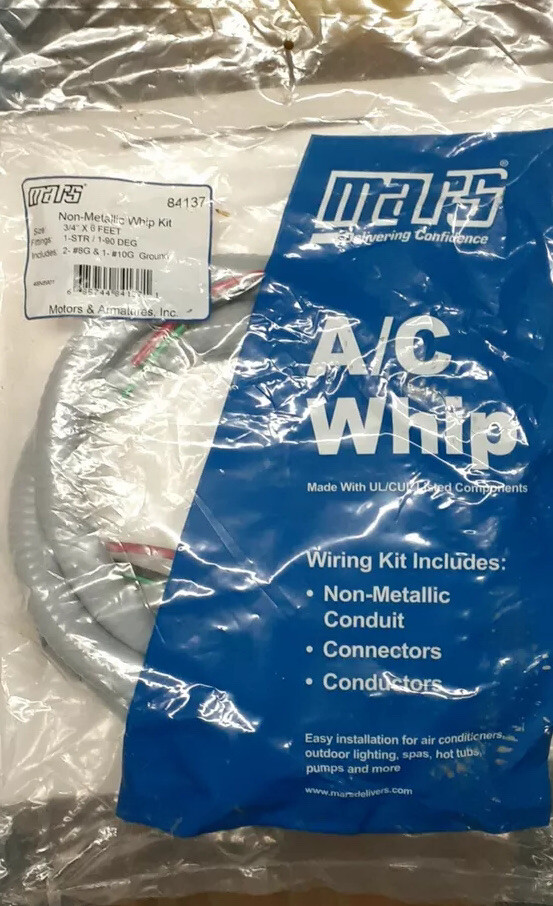 mars
84137
Non-Metallic Whip Kit
Size 3/4" X 6 FEET
Fittings 1-STR / 1-90 DEG
Includes 2- #8G & 1- #10G Ground
Motors & Armatures, Inc.
mars®
Delivering Confidence
A/C
Whip
Made With UL/CUL Listed Components
Wiring Kit Includes:
• Non-Metallic
Conduit
• Connectors
• Conductors
Easy installation for air conditioners,
outdoor lighting, spas, hot tubs,
pumps and more
www.marsdelivers.com